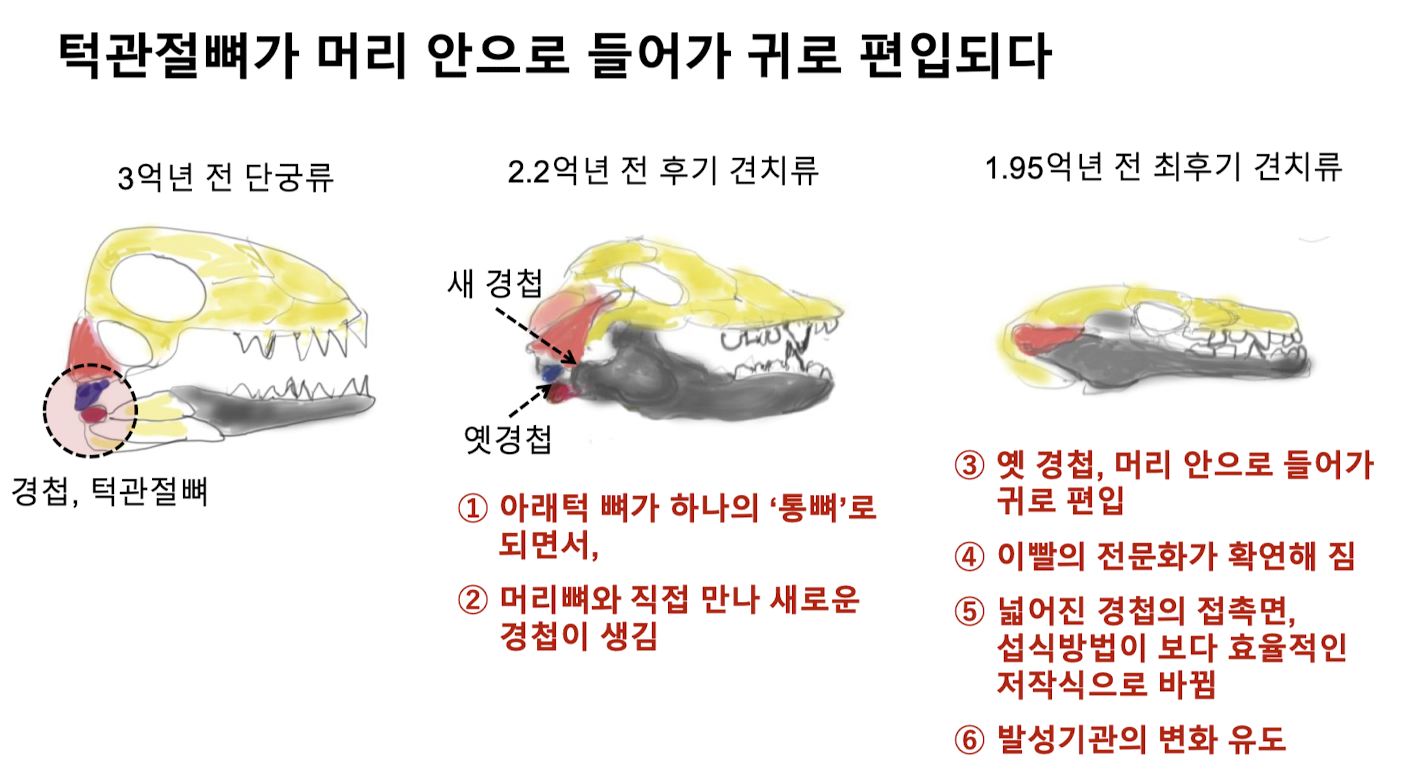 턱관절뼈가 머리 안으로 들어가 귀로 편입되다
3억년 전 단궁류
경첩, 턱관절뼈
2.2억년 전 후기 견치류
새 경첩
옛경첩
① 아래턱 뼈가 하나의 ‘통뼈’로
되면서,
② 머리뼈와 직접 만나 새로운
경첩이 생김
1.95억년 전 최후기 견치류
③ 옛 경첩, 머리 안으로 들어가
귀로 편입
④ 이빨의 전문화가 확연해 짐
⑤ 넓어진 경첩의 접촉면,
섭식방법이 보다 효율적인
저작식으로 바뀜
⑥ 발성기관의 변화 유도